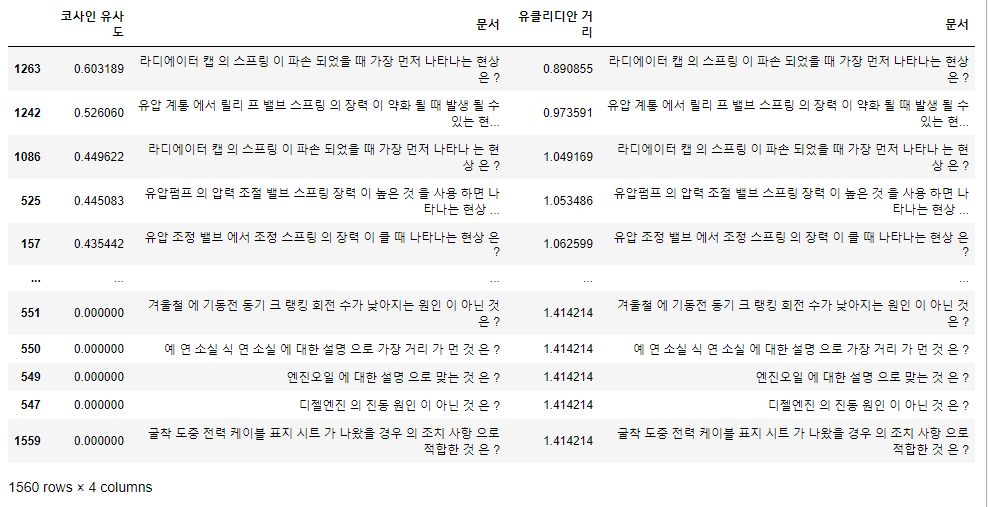 코사인 유사
도
문서
유클리디안 거
리
문서
1263
0.603189
라디에이터 캡 의 스프링 이 파손 되었을 때 가장 먼저 나타나는 현상
은 ?
0.890855
라디에이터 캡 의 스프링 이 파손 되었을 때 가장 먼저 나타나는 현상
은 ?
1242
0.526060
유압 계통 에서 릴리 프 밸브 스프링 의 장력 이 약화 될 때 발생 될 수
있는 현...
0.973591
유압 계통 에서 릴리 프 밸브 스프링 의 장력 이 약화 될 때 발생 될 수
있는 현...
1086
0.449622
라디에이터 캡 의 스프링 이 파손 되었을 때 가장 먼저 나타나 는 현
상 은 ?
1.049169
라디에이터 캡 의 스프링 이 파손 되었을 때 가장 먼저 나타나 는 현
상 은 ?
525
0.445083
유압펌프 의 압력 조절 밸브 스프링 장력 이 높은 것 을 사용 하면 나
타나는 현상 ...
1.053486
유압펌프 의 압력 조절 밸브 스프링 장력 이 높은 것 을 사용 하면 나
타나는 현상 ...
157
0.435442
유압 조정 밸브 에서 조정 스프링 의 장력 이 클 때 나타나는 현상 은
?
1.062599
유압 조정 밸브 에서 조정 스프링 의 장력 이 클 때 나타나는 현상 은
?
...
...
...
...
...
551
0.000000
겨울철 에 기동전 동기 크 랭킹 회전 수가 낮아지는 원인 이 아닌 것
은 ?
1.414214
겨울철 에 기동전 동기 크 랭킹 회전 수가 낮아지는 원인 이 아닌 것
은 ?
550
0.000000
예 연 소실 식 연 소실 에 대한 설명 으로 가장 거리 가 먼 것 은 ?
1.414214
예 연 소실 식 연 소실 에 대한 설명 으로 가장 거리 가 먼 것 은 ?
549
0.000000
엔진오일 에 대한 설명 으로 맞는 것 은 ?
1.414214
엔진오일 에 대한 설명 으로 맞는 것 은 ?
547
0.000000
디젤엔진 의 진동 원인 이 아닌 것 은 ?
1.414214
디젤엔진 의 진동 원인 이 아닌 것 은 ?
1559
0.000000
굴착 도중 전력 케이블 표지 시트 가 나왔을 경우 의 조치 사항 으로
적합한 것 은 ?
1.414214
굴착 도중 전력 케이블 표지 시트 가 나왔을 경우 의 조치 사항 으로
적합한 것 은 ?
1560 rows × 4 columns